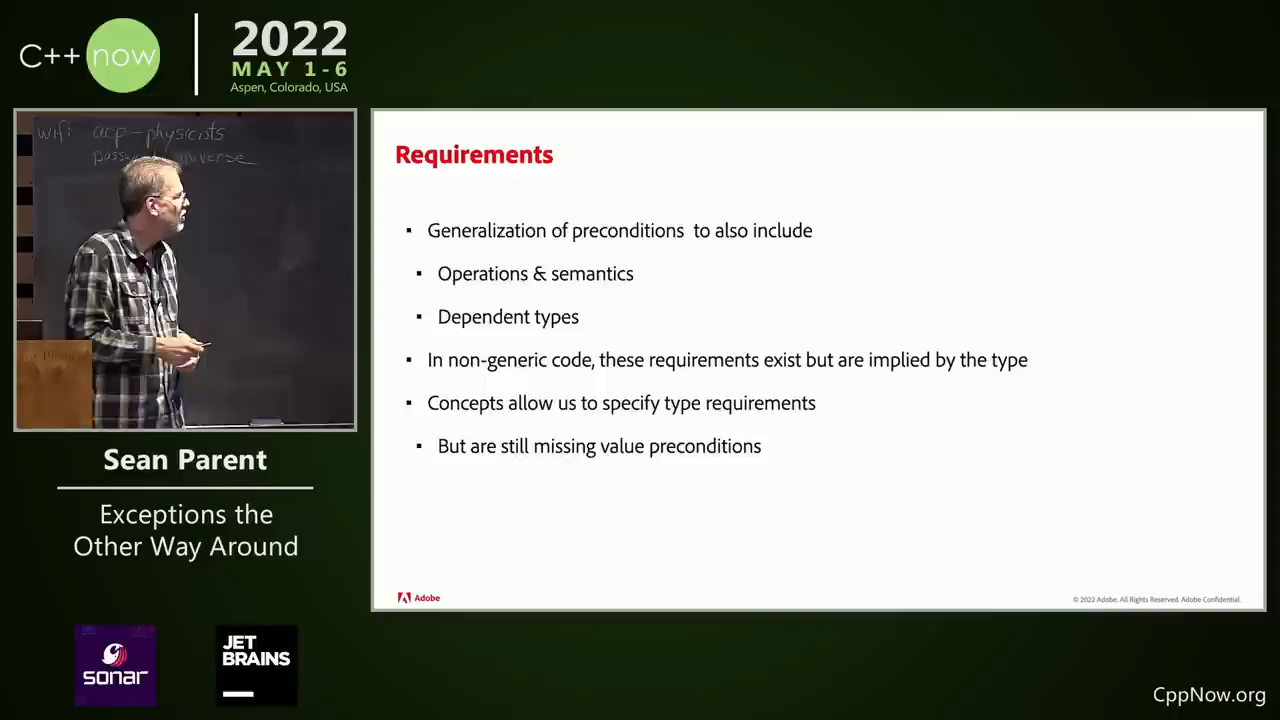 C++ now
2022
MAY 1-6
Aspen, Colorado, USA
wifi acp-physicists
Requirements
▪ Generalization of preconditions to also include
▪ Operations & semantics
▪ Dependent types
▪ In non-generic code, these requirements exist but are implied by the type
▪ Concepts allow us to specify type requirements
▪ But are still missing value preconditions
Adobe
© 2022 Adobe. All Rights Reserved. Adobe Confidential.
Sean Parent
Exceptions the
Other Way Around
sonar
JET
BRAINS
CppNow.org